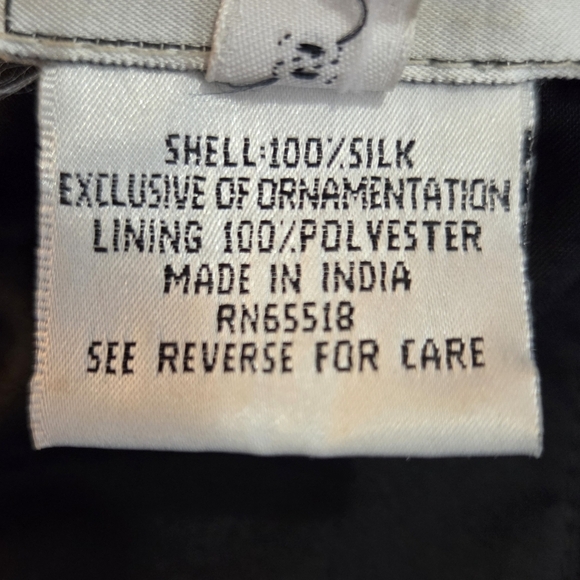 SHELL:100%SILK
EXCLUSIVE OF ORNAMENTATION
LINING 100%POLYESTER
MADE IN INDIA
RN65518
SEE REVERSE FOR CARE